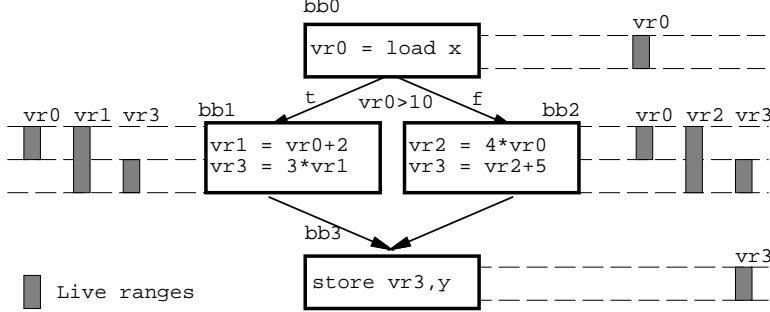 bb0
vr0 = load x
vr0
t
vr0>10
f
vr0 vr1 vr3
bb1
bb2
vr0 vr2 vr3
vr1 = vr0+2
vr3 = 3*vr1
vr2 = 4*vr0
vr3 = vr2+5
bb3
store vr3,y
vr3
Live ranges